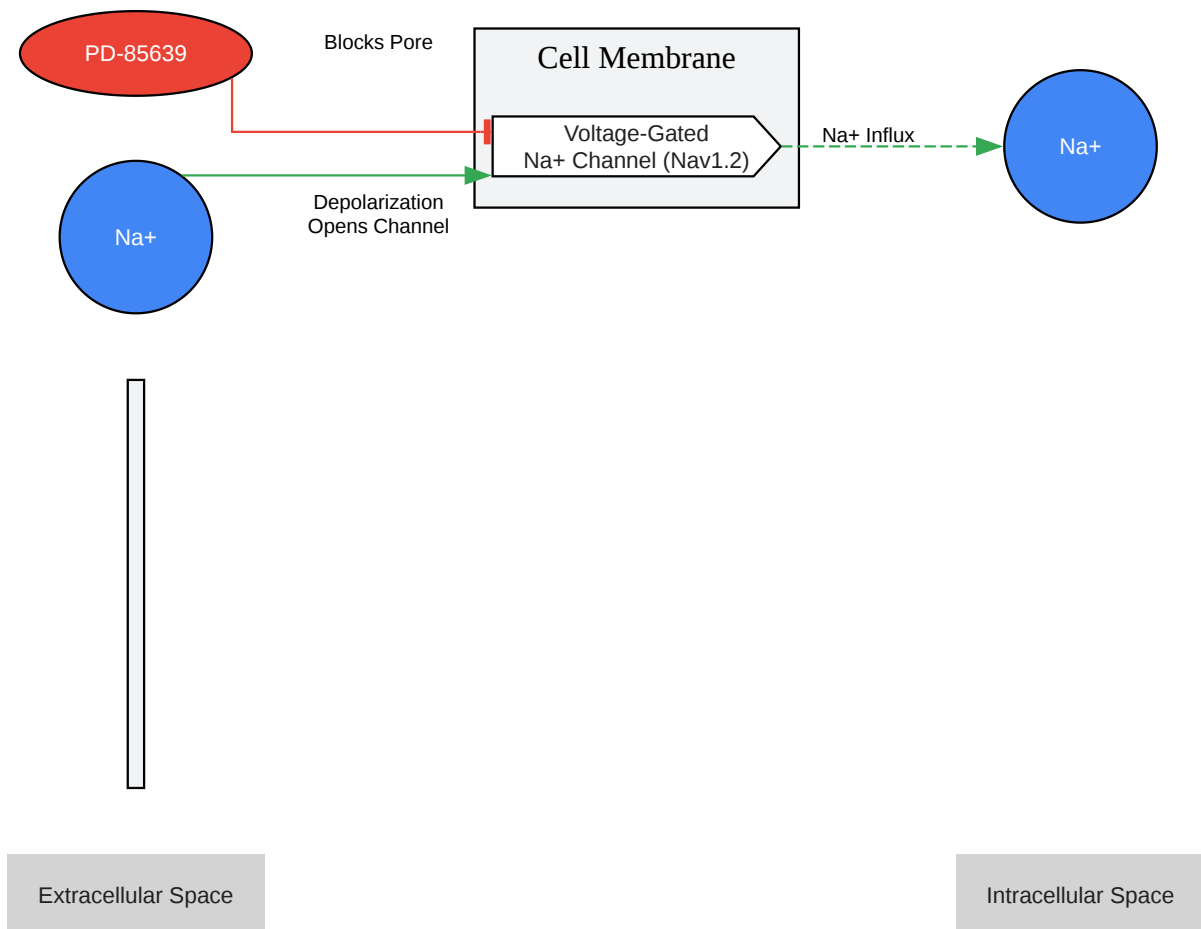 PD-85639
Blocks Pore
Cell Membrane
Voltage-Gated
Na+ Channel (Nav1.2)
Na+ Influx
Na+
Depolarization
Opens Channel
Na+
Extracellular Space
Intracellular Space